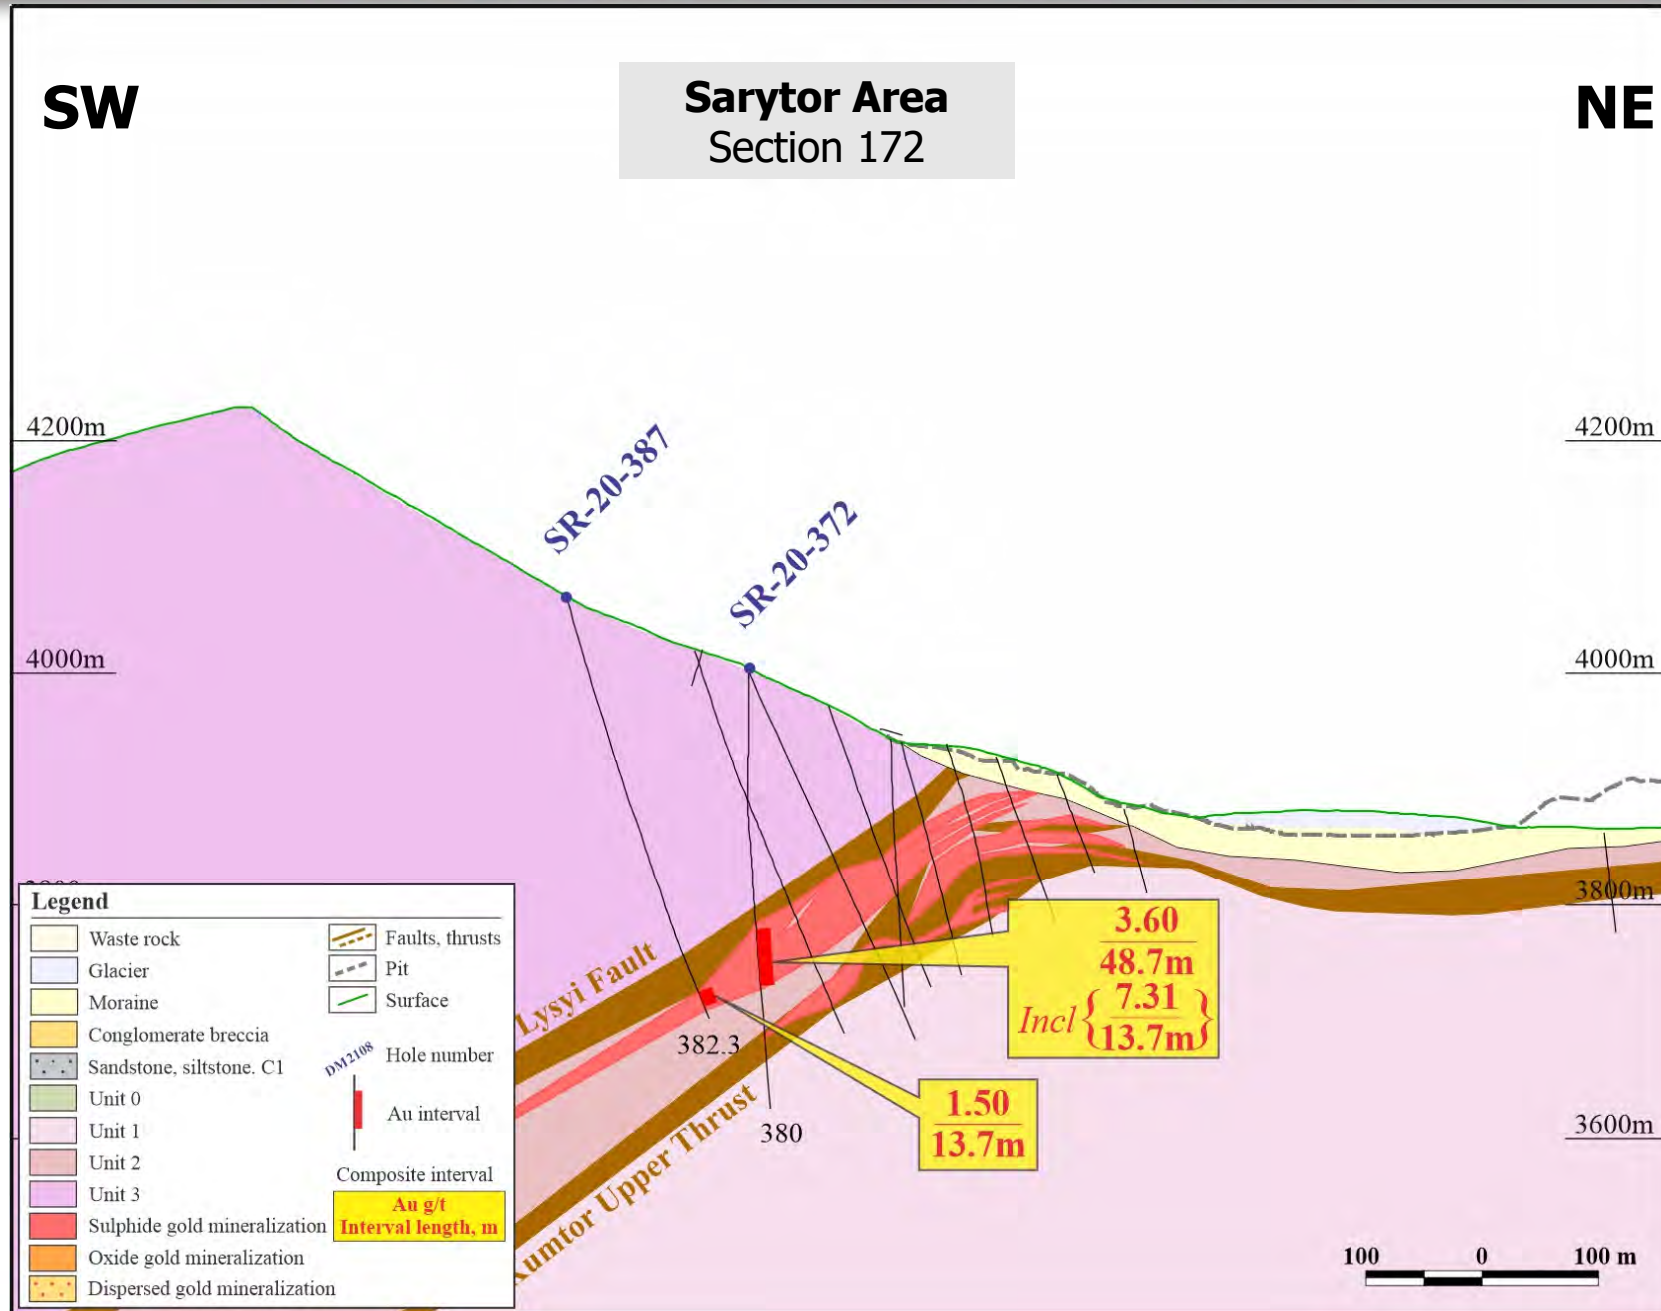 SW
Sarytor Area
Section 172
NE
4200m
4200m
SR-20-387
SR-20-372
4000m
4000m
3800m
Legend
Waste rock
Glacier
Moraine
Conglomerate breccia
Sandstone, siltstone. C1
Unit 0
Unit 1
Unit 2
Unit 3
Sulphide gold mineralization
Oxide gold mineralization
Dispersed gold mineralization
Faults, thrusts
Pit
Surface
DM2108
Hole number
Au interval
Composite interval
Au g/t
Interval length, m
Lysyi Fault
Kumtor Upper Thrust
382.3
380
3.60
48.7m
Incl { 7.31
13.7m }
1.50
13.7m
3600m
100 0 100 m